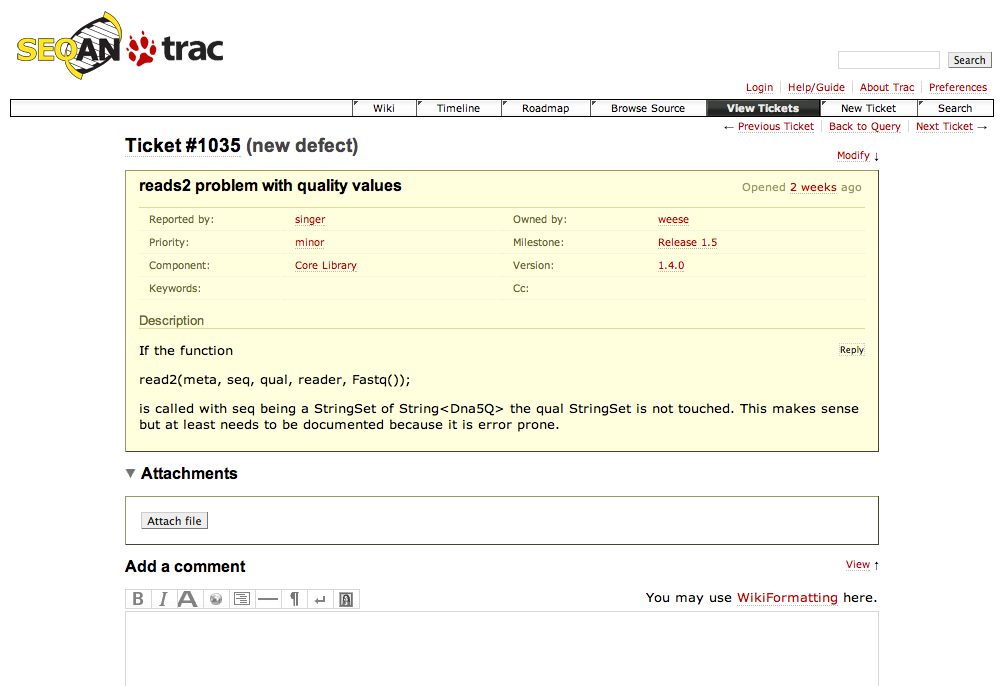 SEQAN trac
Search
Login Help/Guide About Trac Preferences
Wiki Timeline Roadmap Browse Source View Tickets New Ticket Search
← Previous Ticket Back to Query Next Ticket →
Ticket #1035 (new defect)
Modify ↓
reads2 problem with quality values
Opened 2 weeks ago
Reported by: singer Owned by: weese
Priority: minor Milestone: Release 1.5
Component: Core Library Version: 1.4.0
Keywords: Cc:
Description
If the function
Reply
read2(meta, seq, qual, reader, Fastq());
is called with seq being a StringSet of String<Dna5Q> the qual StringSet is not touched. This makes sense
but at least needs to be documented because it is error prone.
▼ Attachments
Attach file
Add a comment
View ↑
B I A ¶ ↵
You may use WikiFormatting here.